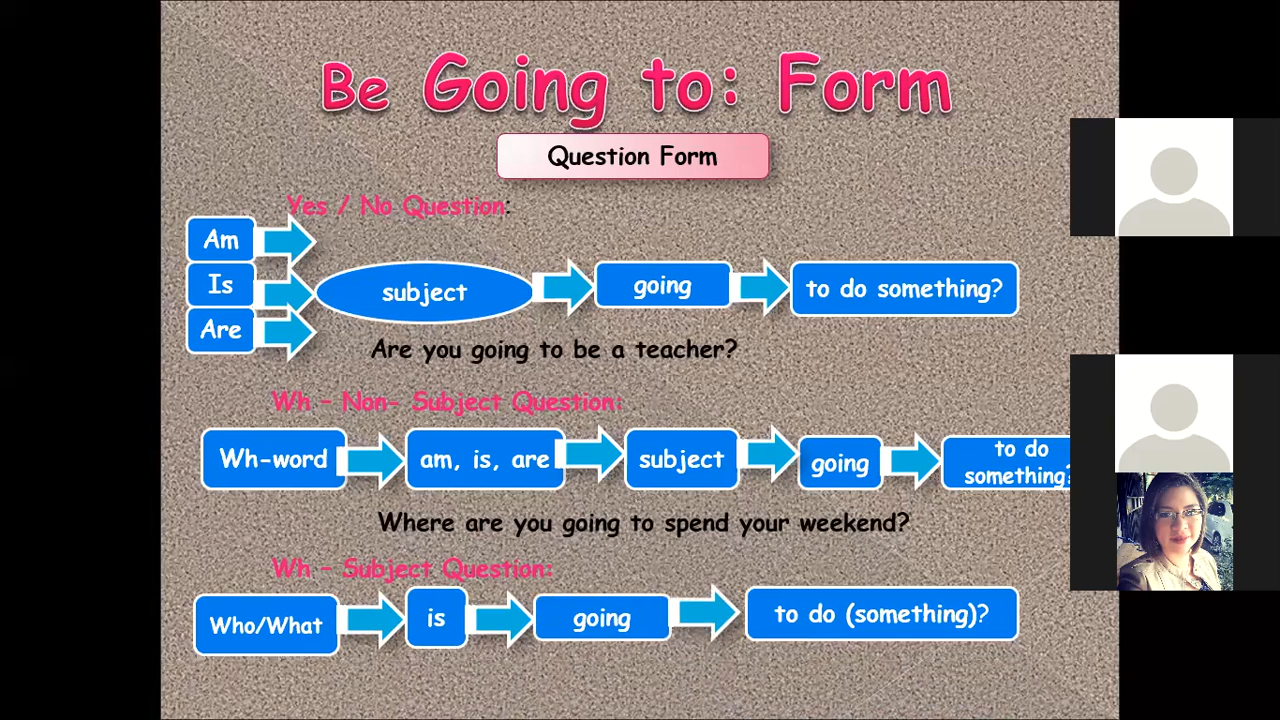 Be Going to: Form
Question Form
Yes / No Question:
Am
Is
Are
subject
going
to do something?
Are you going to be a teacher?
Wh – Non- Subject Question:
Wh-word
am, is, are
subject
going
to do
something?
Where are you going to spend your weekend?
Wh – Subject Question:
Who/What
is
going
to do (something)?